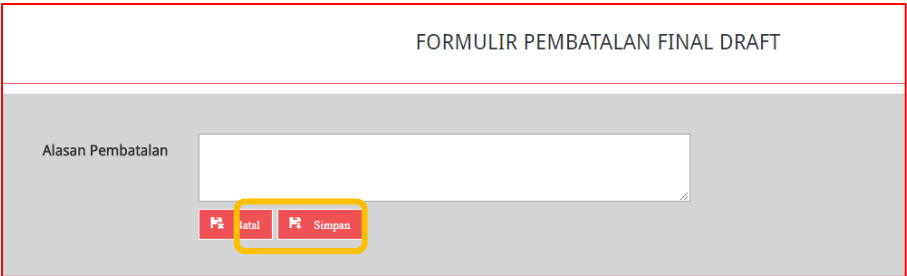 FORMULIR PEMBATALAN FINAL DRAFT
Alasan Pembatalan
Batal Simpan